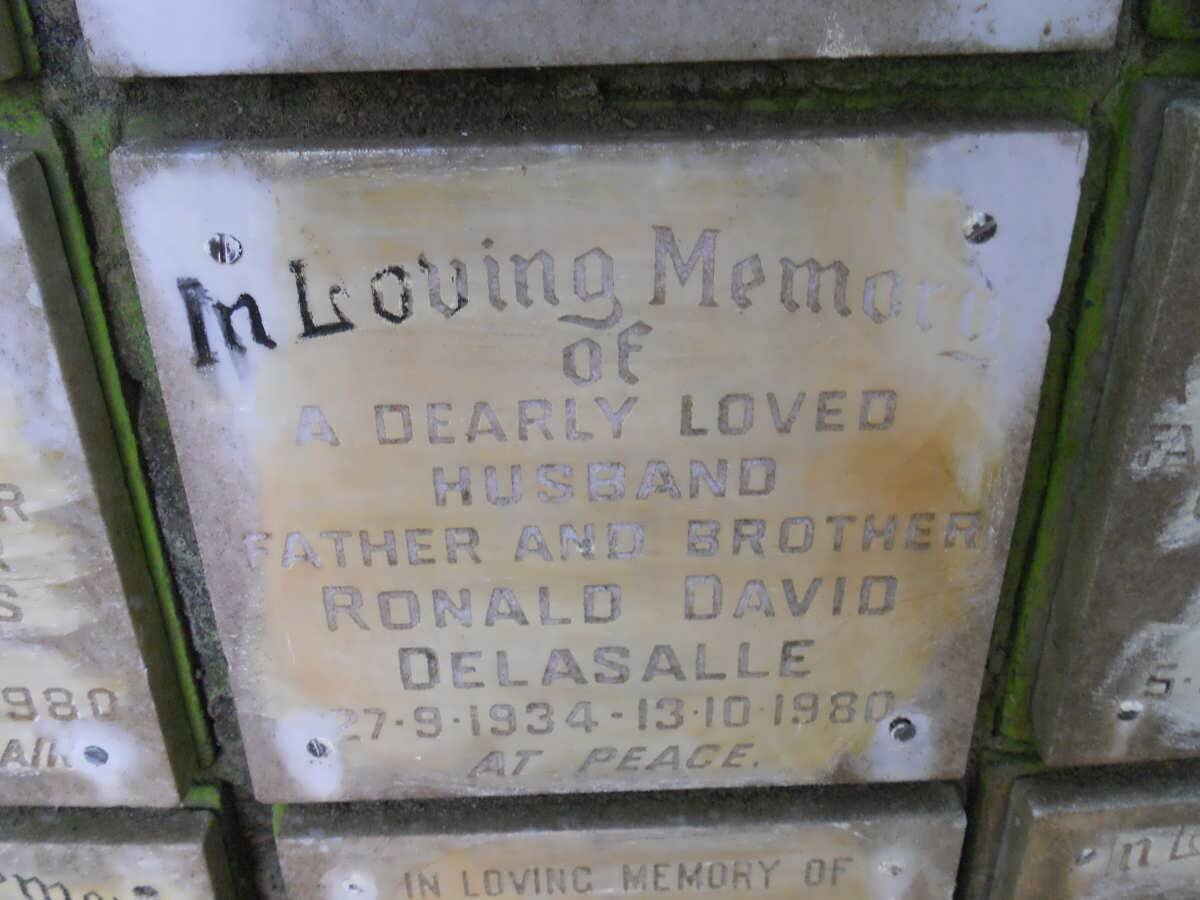 In Loving Memory
of
A DEARLY LOVED
HUSBAND
FATHER AND BROTHER
RONALD DAVID
DELASALLE
27·9·1934-13·10·1980
AT PEACE.
IN LOVING MEMORY OF